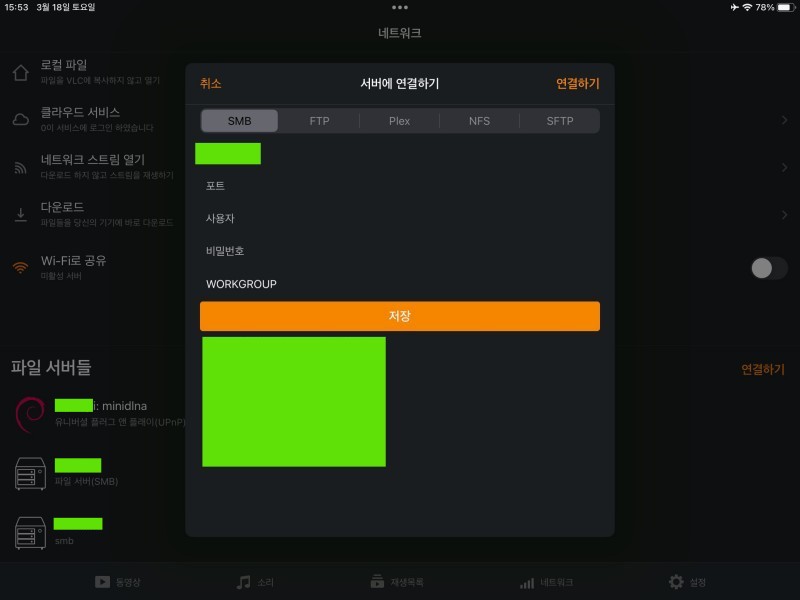 15:53 3월 18일 토요일
78%
네트워크
로컬 파일
파일을 VLC에 복사하지 않고 열기
클라우드 서비스
0이 서비스에 로그인 하였습니다
네트워크 스트림 열기
다운로드 하지 않고 스트림을 재생하기
다운로드
파일들을 당신의 기기에 바로 다운로드
Wi-Fi로 공유
미활성 서버
취소
서버에 연결하기
연결하기
SMB
FTP
Plex
NFS
SFTP
포트
사용자
비밀번호
WORKGROUP
저장
파일 서버들
연결하기
i: minidlna
유니버설 플러그 앤 플레이(UPnP)
파일 서버(SMB)
smb
동영상
소리
재생목록
네트워크
설정